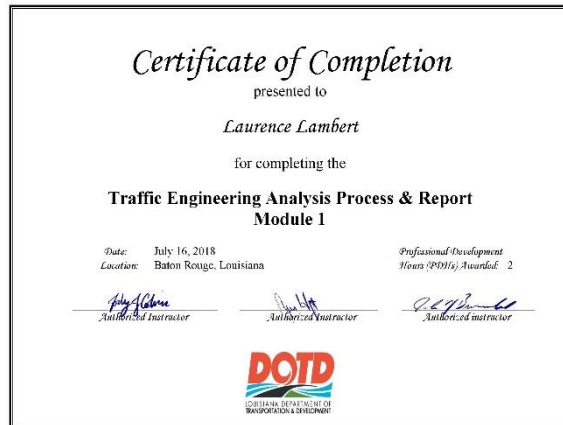 Certificate of Completion
presented to
Laurence Lambert
for completing the
Traffic Engineering Analysis Process & Report
Module 1
Date: July 16, 2018
Location: Baton Rouge, Louisiana
Professional Development
Hours (PDHs) Awarded: 2
Authorized Instructor
Authorized Instructor
Authorized instructor
DOTD
LOUISIANA DEPARTMENT OF
TRANSPORTATION & DEVELOPMENT